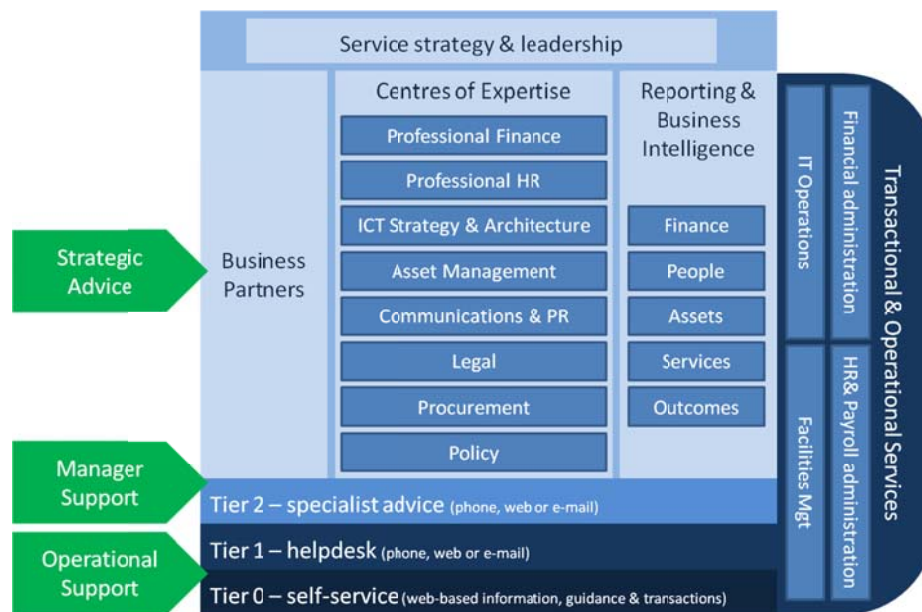 Service strategy & leadership
Strategic
Advice
Manager
Support
Operational
Support
Business
Partners
Centres of Expertise
Professional Finance
Professional HR
ICT Strategy & Architecture
Asset Management
Communications & PR
Legal
Procurement
Policy
Reporting &
Business
Intelligence
Finance
People
Assets
Services
Outcomes
Tier 2 – specialist advice (phone, web or e-mail)
Tier 1 – helpdesk (phone, web or e-mail)
Tier 0 – self-service (web-based information, guidance & transactions)
IT Operations
Financial administration
Facilities Mgt
HR& Payroll administration
Transactional & Operational Services